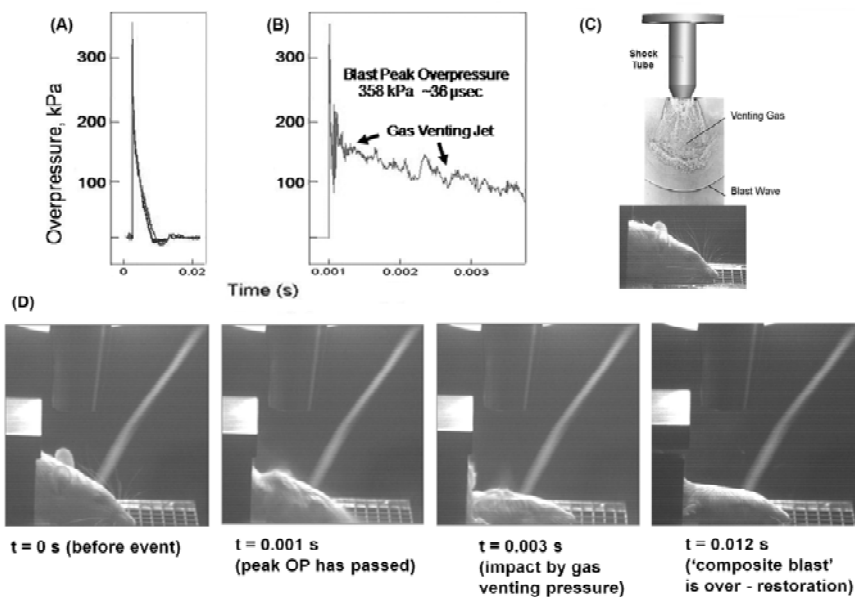 (A)
300
200
100
0
0.02
Overpressure, kPa
(B)
300
200
100
Blast Peak Overpressure
358 kPa ~36 µsec
Gas Venting Jet
0.001
0.002
0.003
Time (s)
(C)
Shock
Tube
Venting Gas
Blast Wave
(D)
t = 0 s (before event)
t = 0.001 s
(peak OP has passed)
t = 0.003 s
(impact by gas
venting pressure)
t = 0.012 s
(‘composite blast’
is over - restoration)